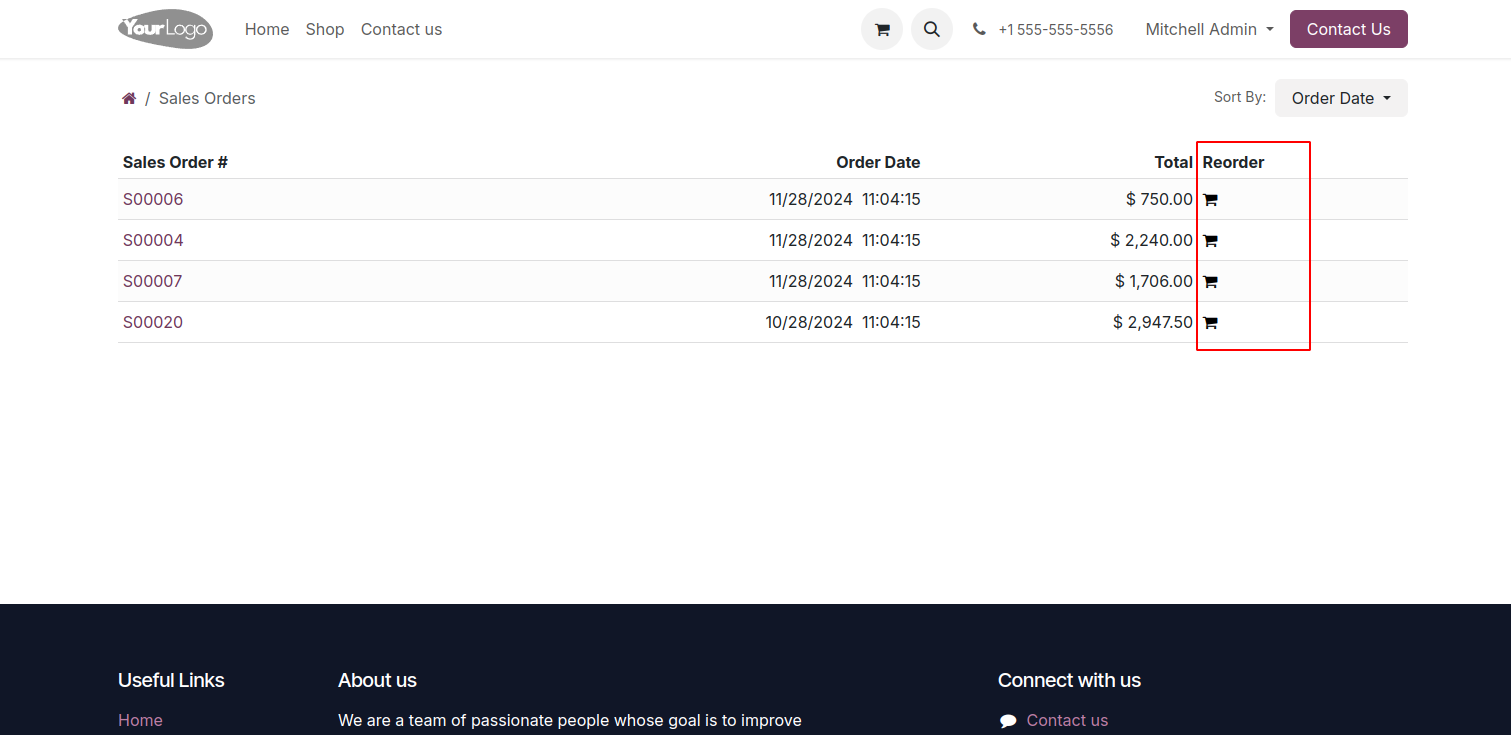 YourLogo Home Shop Contact us +1 555-555-5556 Mitchell Admin Contact Us
/ Sales Orders Sort By: Order Date
Sales Order # Order Date Total Reorder
S00006 11/28/2024 11:04:15 $ 750.00
S00004 11/28/2024 11:04:15 $ 2,240.00
S00007 11/28/2024 11:04:15 $ 1,706.00
S00020 10/28/2024 11:04:15 $ 2,947.50
Useful Links About us Connect with us
Home We are a team of passionate people whose goal is to improve Contact us